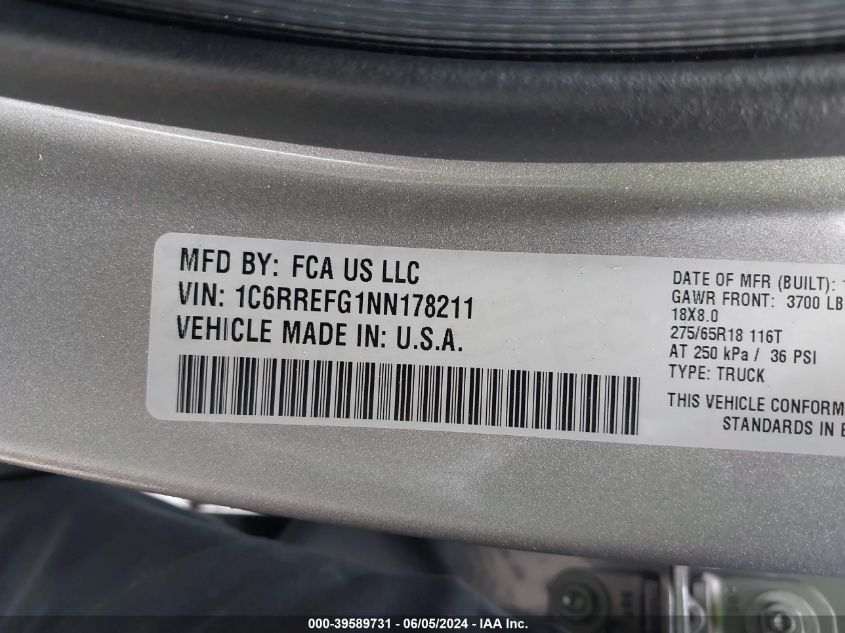 MFD BY: FCA US LLC
VIN: 1C6RREFG1NN178211
VEHICLE MADE IN: U.S.A.
DATE OF MFR (BUILT): 1
GAWR FRONT: 3700 LB
18X8.0
275/65R18 116T
AT 250 kPa / 36 PSI
TYPE: TRUCK
THIS VEHICLE CONFORM
STANDARDS IN E
000-39589731 - 06/05/2024 - IAA Inc.